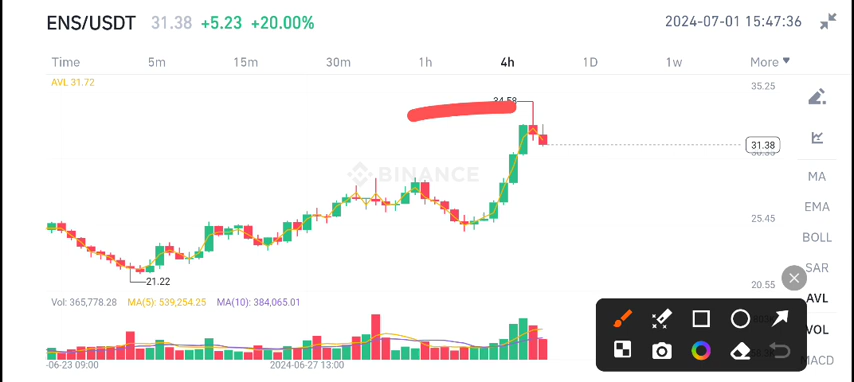 ENS/USDT 31.38 +5.23 +20.00% 2024-07-01 15:47:36
Time 5m 15m 30m 1h 4h 1D 1w More
AVL 31.72
35.25
34.58
31.38
BINANCE
MA
EMA
25.45
BOLL
SAR
21.22
20.55
AVL
Vol: 365,778.28 MA(5): 539,254.25 MA(10): 384,065.01
VOL
MACD
-06-23 09:00 2024-06-27 13:00